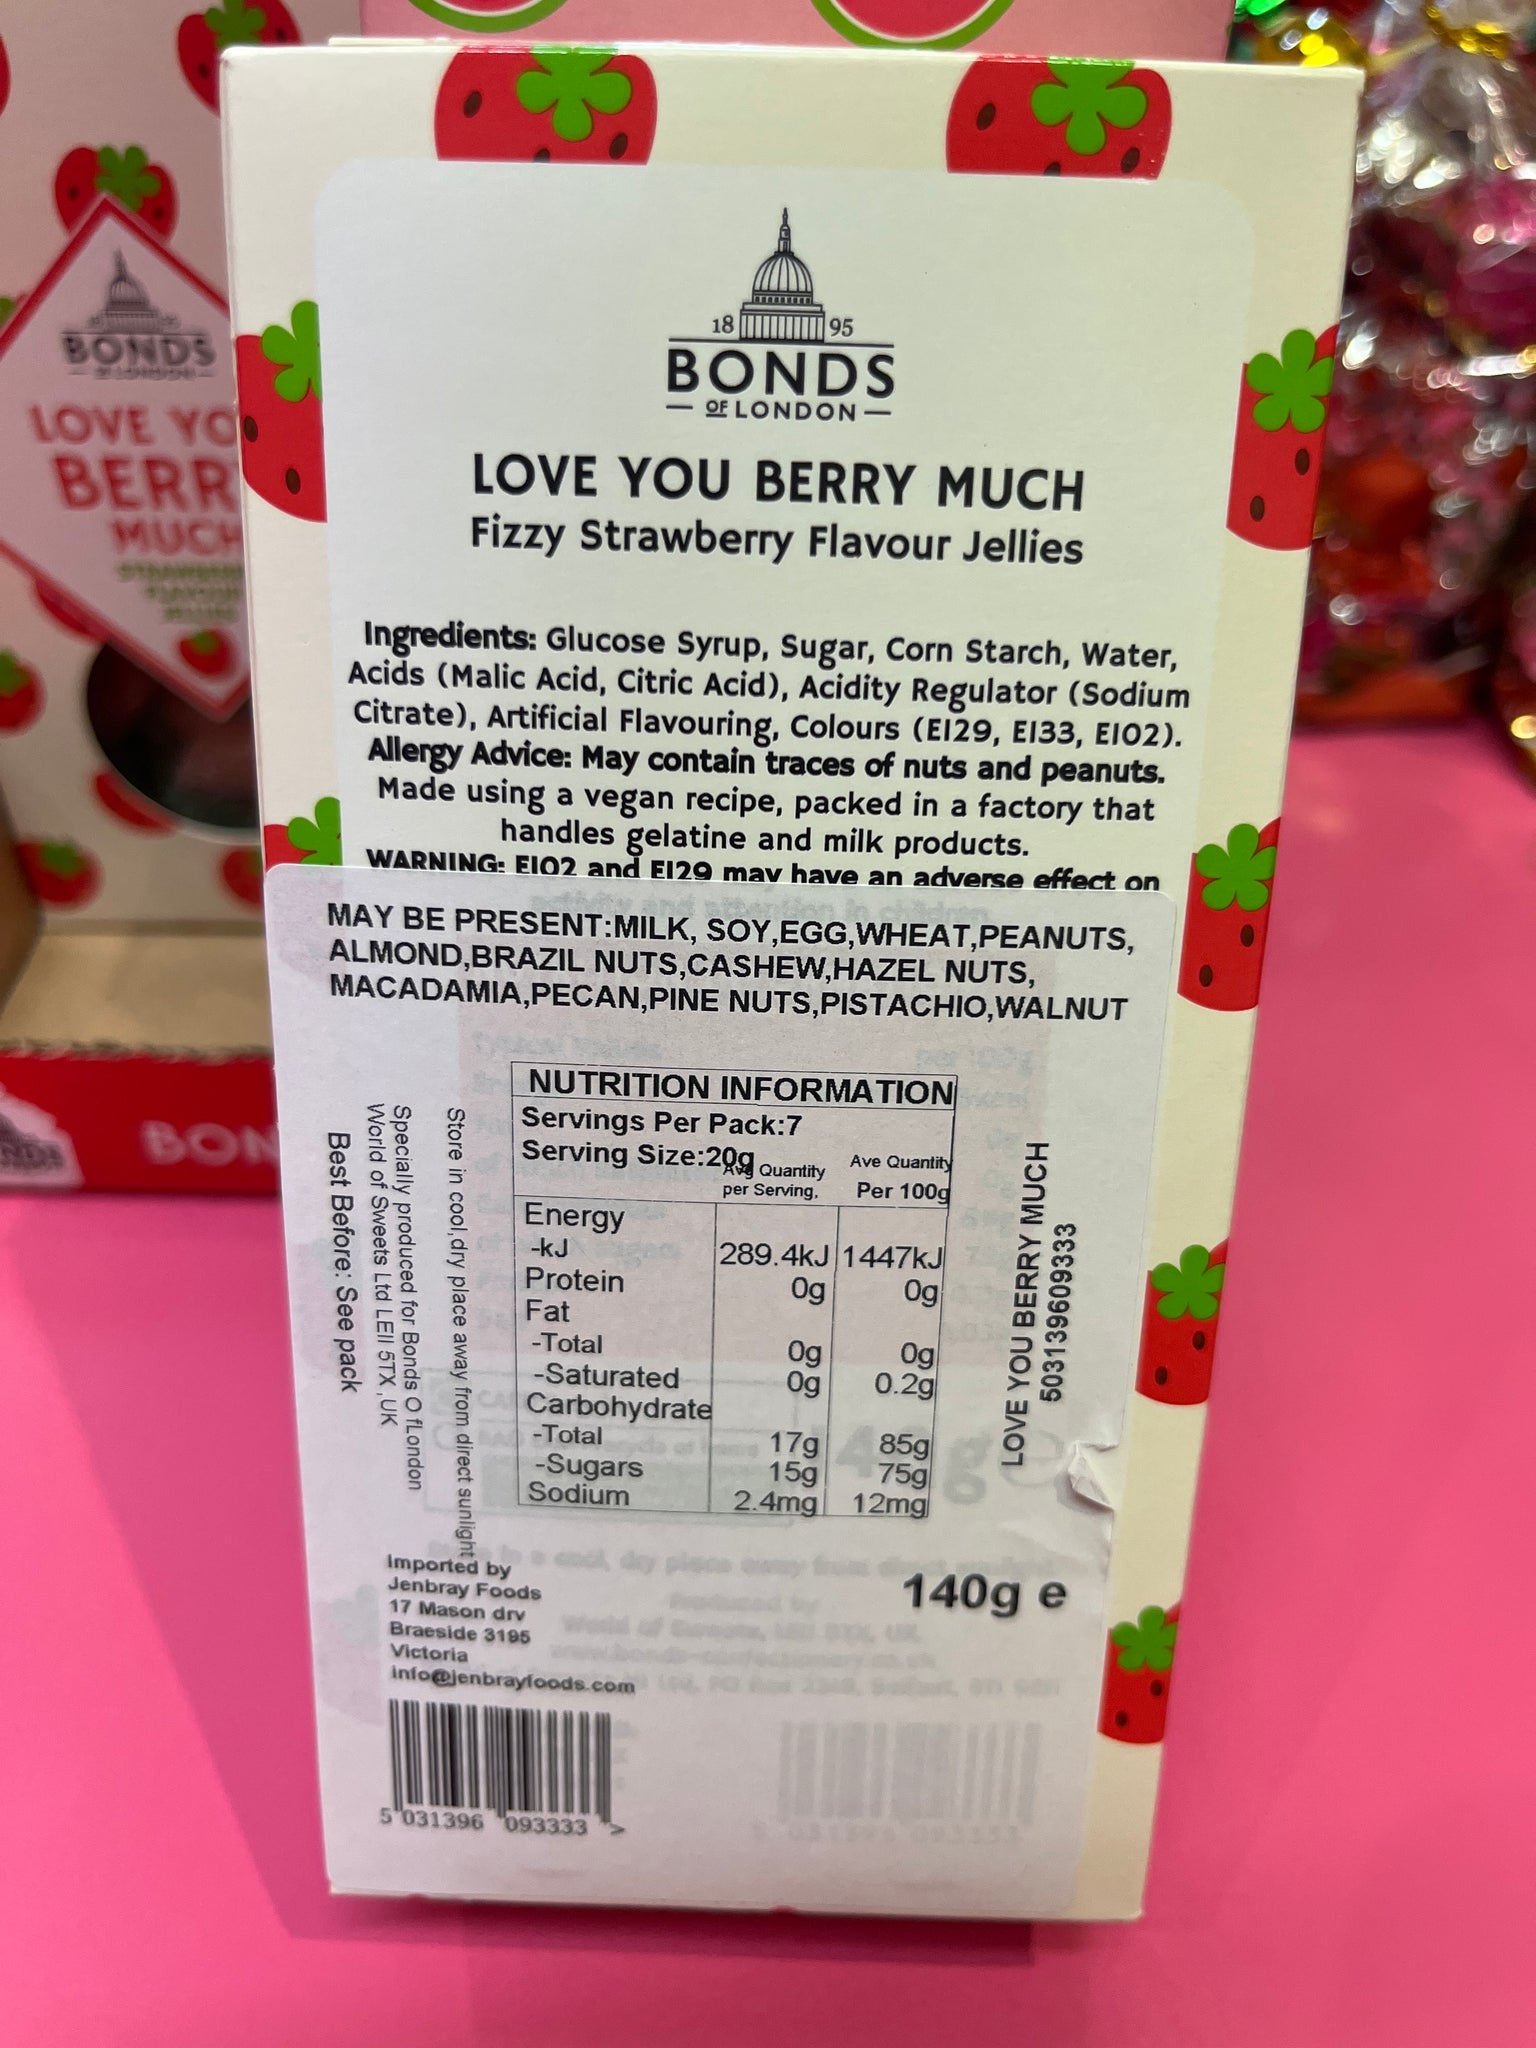 18 95
BONDS
OF LONDON
LOVE YOU BERRY MUCH
Fizzy Strawberry Flavour Jellies
Ingredients: Glucose Syrup, Sugar, Corn Starch, Water,
Acids (Malic Acid, Citric Acid), Acidity Regulator (Sodium
Citrate), Artificial Flavouring, Colours (E129, E133, E102).
Allergy Advice: May contain traces of nuts and peanuts.
Made using a vegan recipe, packed in a factory that
handles gelatine and milk products.
WARNING: E102 and E129 may have an adverse effect on
activity and attention in children.
MAY BE PRESENT:MILK, SOY,EGG,WHEAT,PEANUTS,
ALMOND,BRAZIL NUTS,CASHEW,HAZEL NUTS,
MACADAMIA,PECAN,PINE NUTS,PISTACHIO,WALNUT
NUTRITION INFORMATION
Servings Per Pack:7
Serving Size:20g
Avg Quantity per Serving. Ave Quantity Per 100g
Energy
-kJ 289.4kJ 1447kJ
Protein 0g 0g
Fat
-Total 0g 0g
-Saturated 0g 0.2g
Carbohydrate
-Total 17g 85g
-Sugars 15g 75g
Sodium 2.4mg 12mg
Store in cool,dry place away from direct sunlight
Specially produced for Bonds O fLondon
World of Sweets Ltd LEII 5TX ,UK
Best Before: See pack
LOVE YOU BERRY MUCH
5031396093333
140g e
Imported by
Jenbray Foods
17 Mason drv
Braeside 3195
Victoria
info@jenbrayfoods.com
5 031396 093333 >
BONDS
OF LONDON
LOVE YO
BERR
MUCH
BON